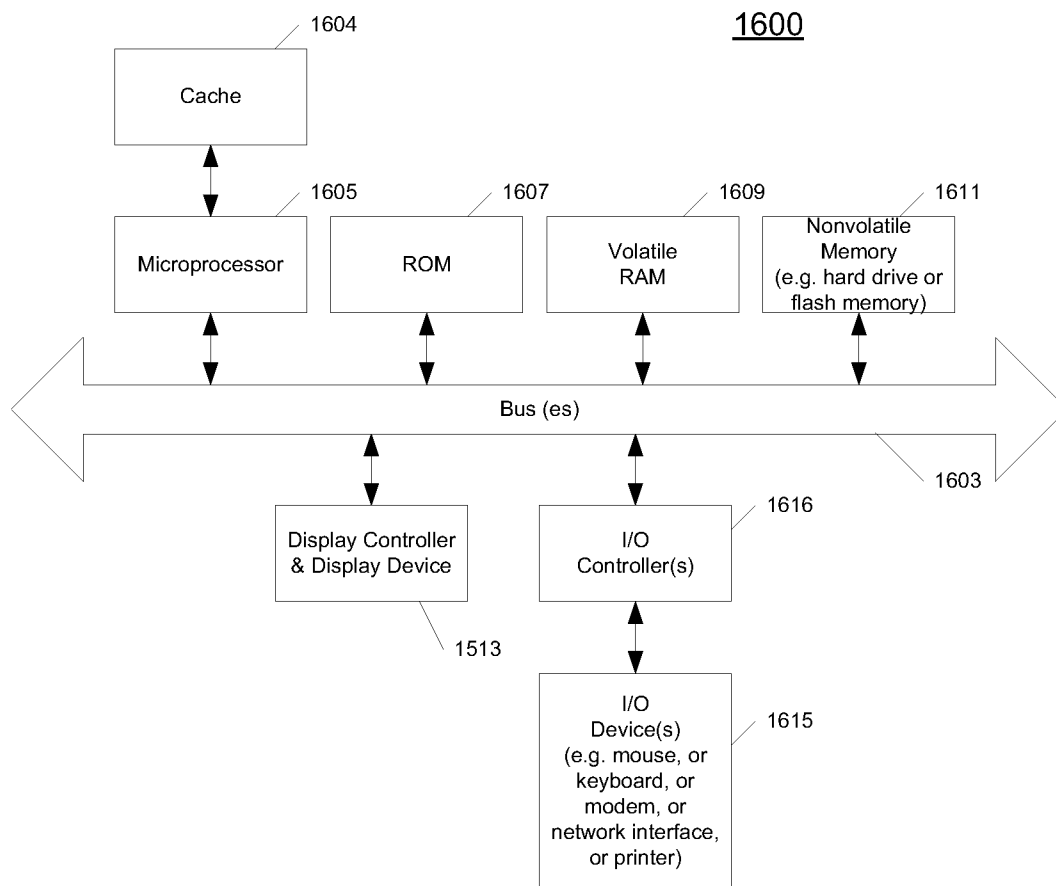 1600
1604
Cache
1605
1607
1609
1611
Microprocessor
ROM
Volatile
RAM
Nonvolatile
Memory
(e.g. hard drive or
flash memory)
Bus (es)
1603
Display Controller
& Display Device
1513
1616
I/O
Controller(s)
1615
I/O
Device(s)
(e.g. mouse, or
keyboard, or
modem, or
network interface,
or printer)